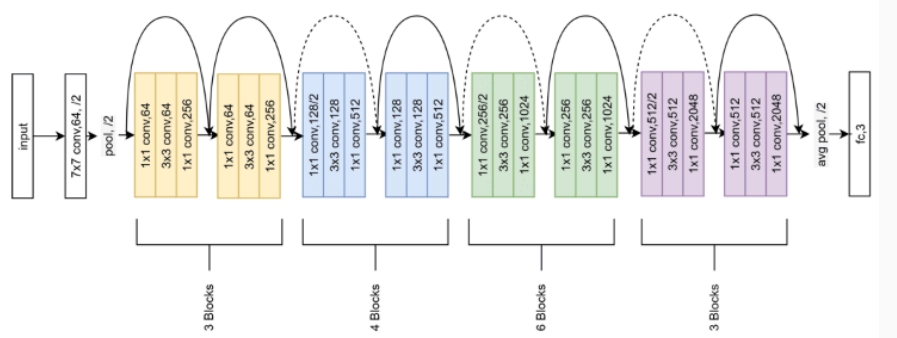 input
7x7 conv,64, /2
pool, /2
1x1 conv,64
3x3 conv,64
1x1 conv,256
1x1 conv,64
3x3 conv,64
1x1 conv,256
1x1 conv,128/2
3x3 conv,128
1x1 conv,512
1x1 conv,128
3x3 conv,128
1x1 conv,512
1x1 conv,256/2
3x3 conv,256
1x1 conv,1024
1x1 conv,256
3x3 conv,256
1x1 conv,1024
1x1 conv,512/2
3x3 conv,512
1x1 conv,2048
1x1 conv,512
3x3 conv,512
1x1 conv,2048
avg pool, /2
fc,3
3 Blocks
4 Blocks
6 Blocks
3 Blocks